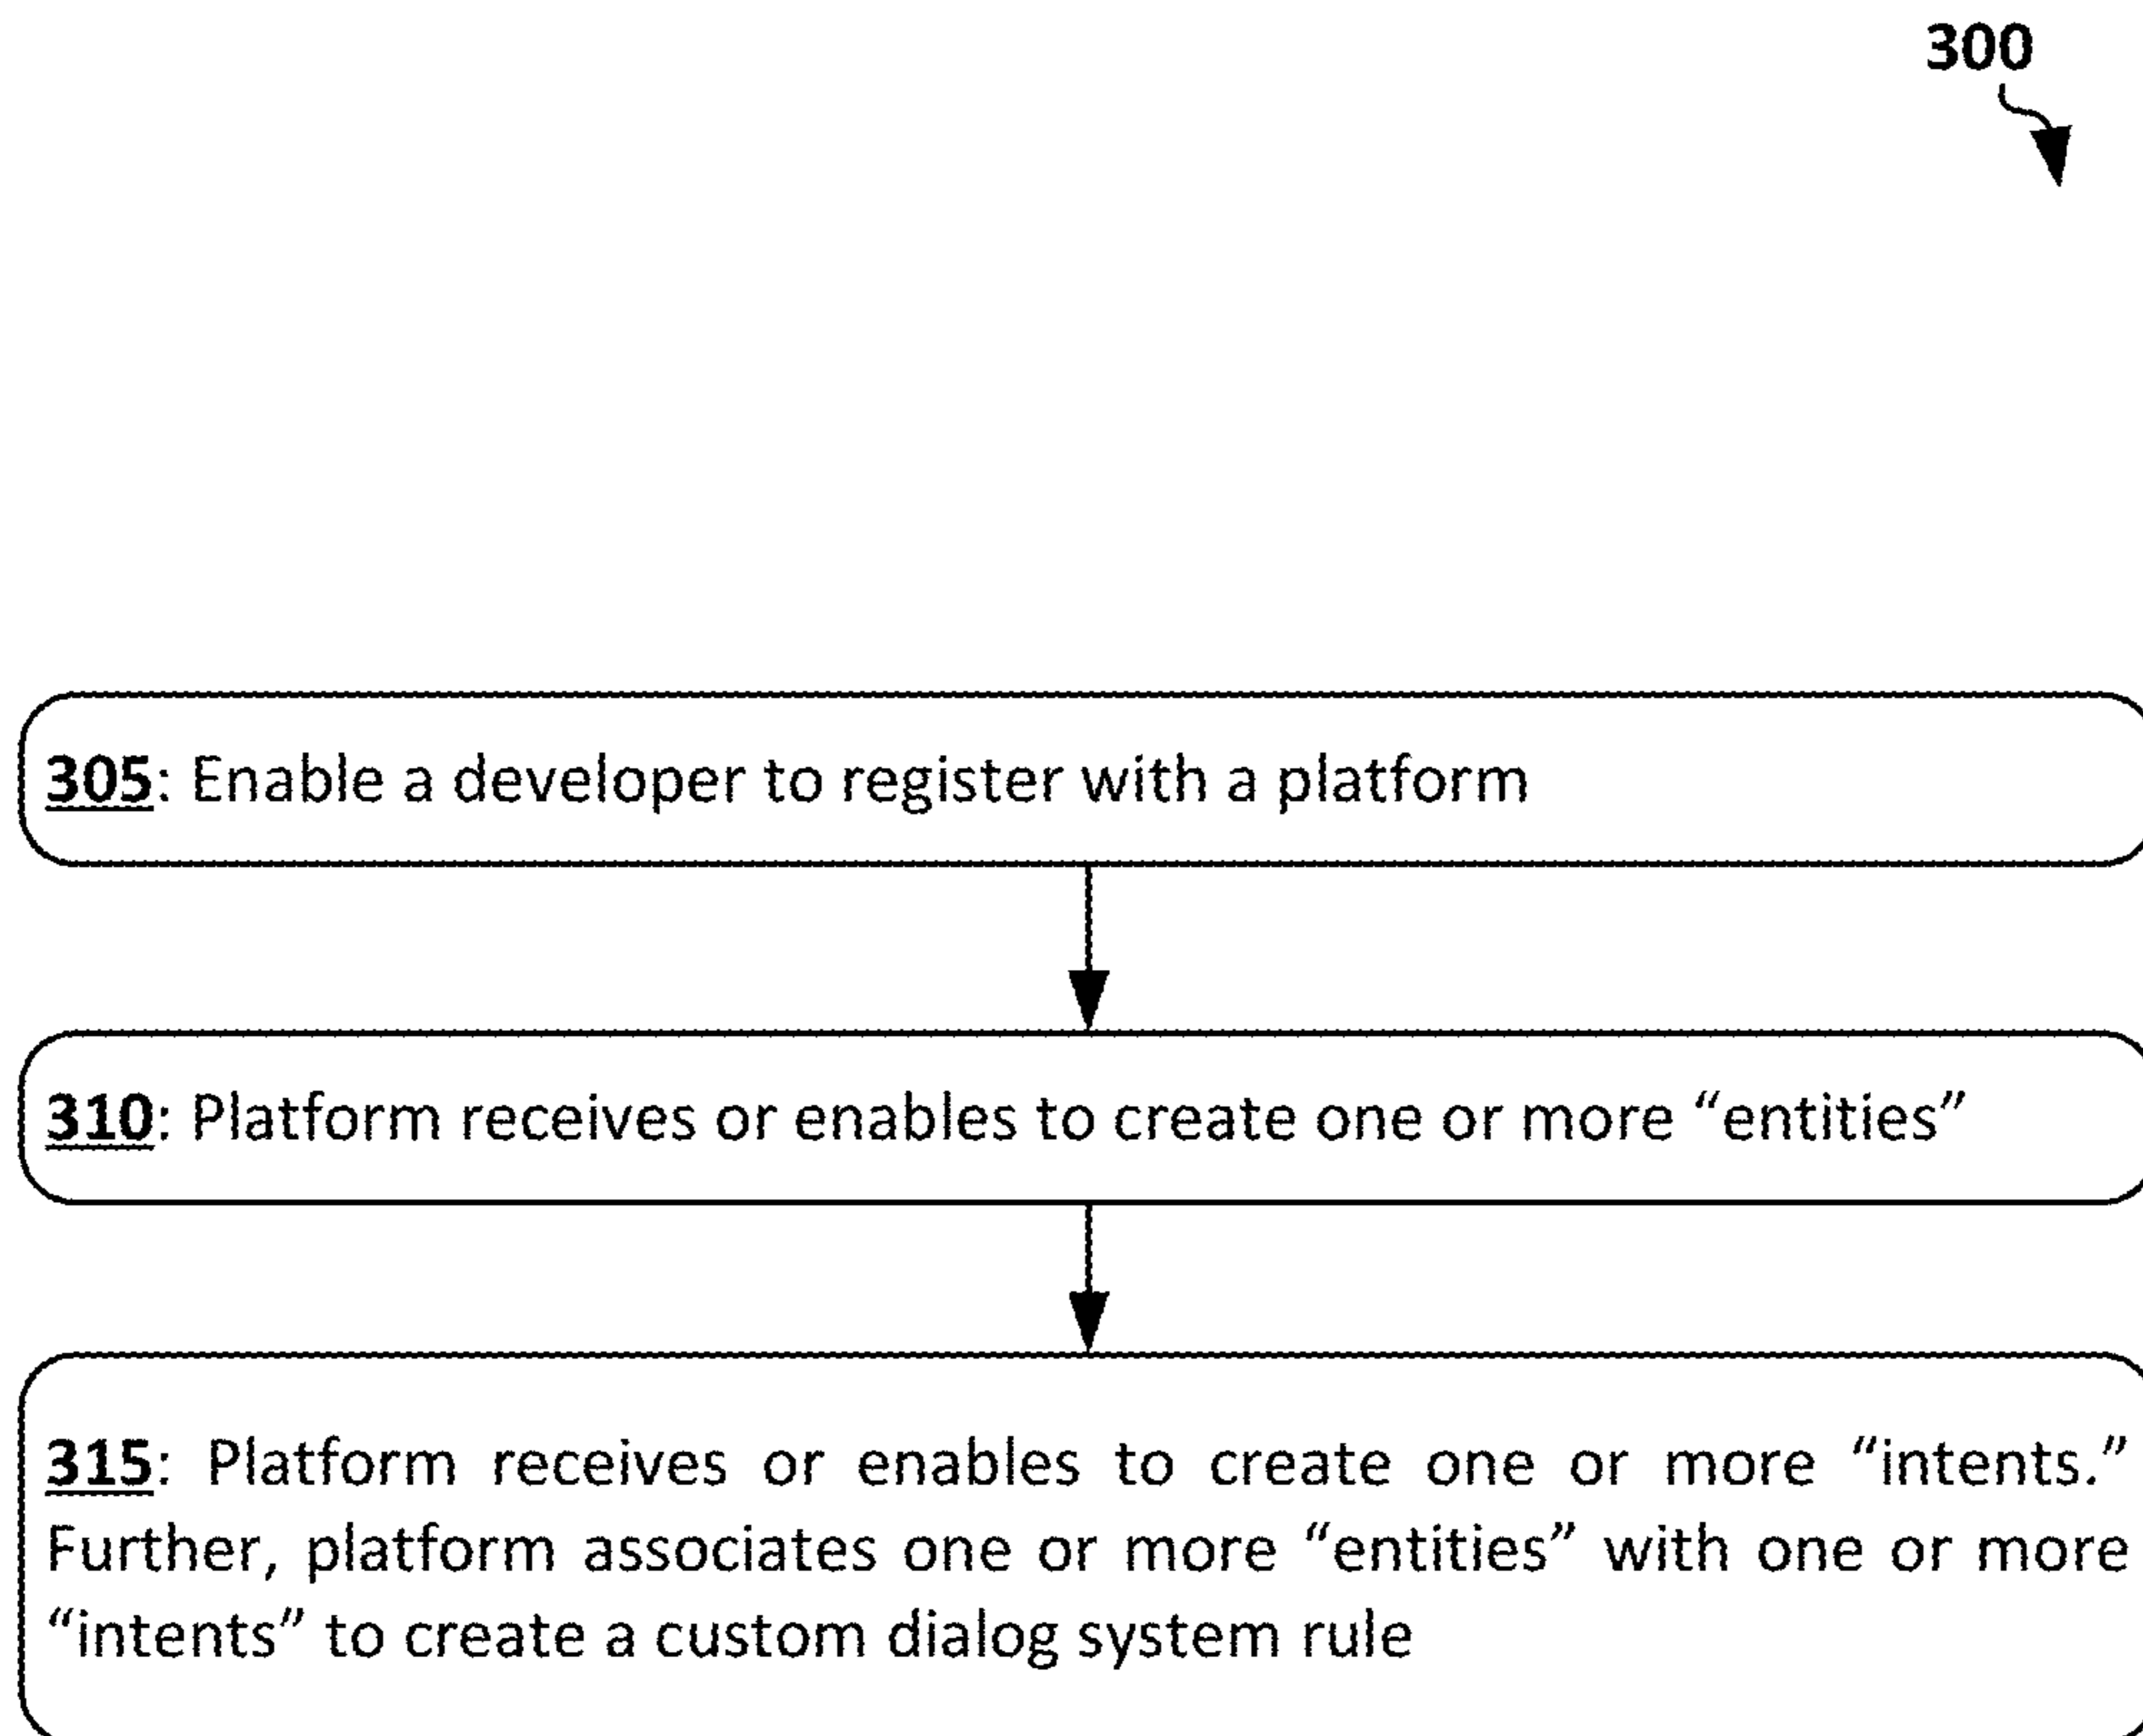 300
305: Enable a developer to register with a platform
310: Platform receives or enables to create one or more “entities”
315: Platform receives or enables to create one or more “intents.”
Further, platform associates one or more “entities” with one or more
“intents” to create a custom dialog system rule